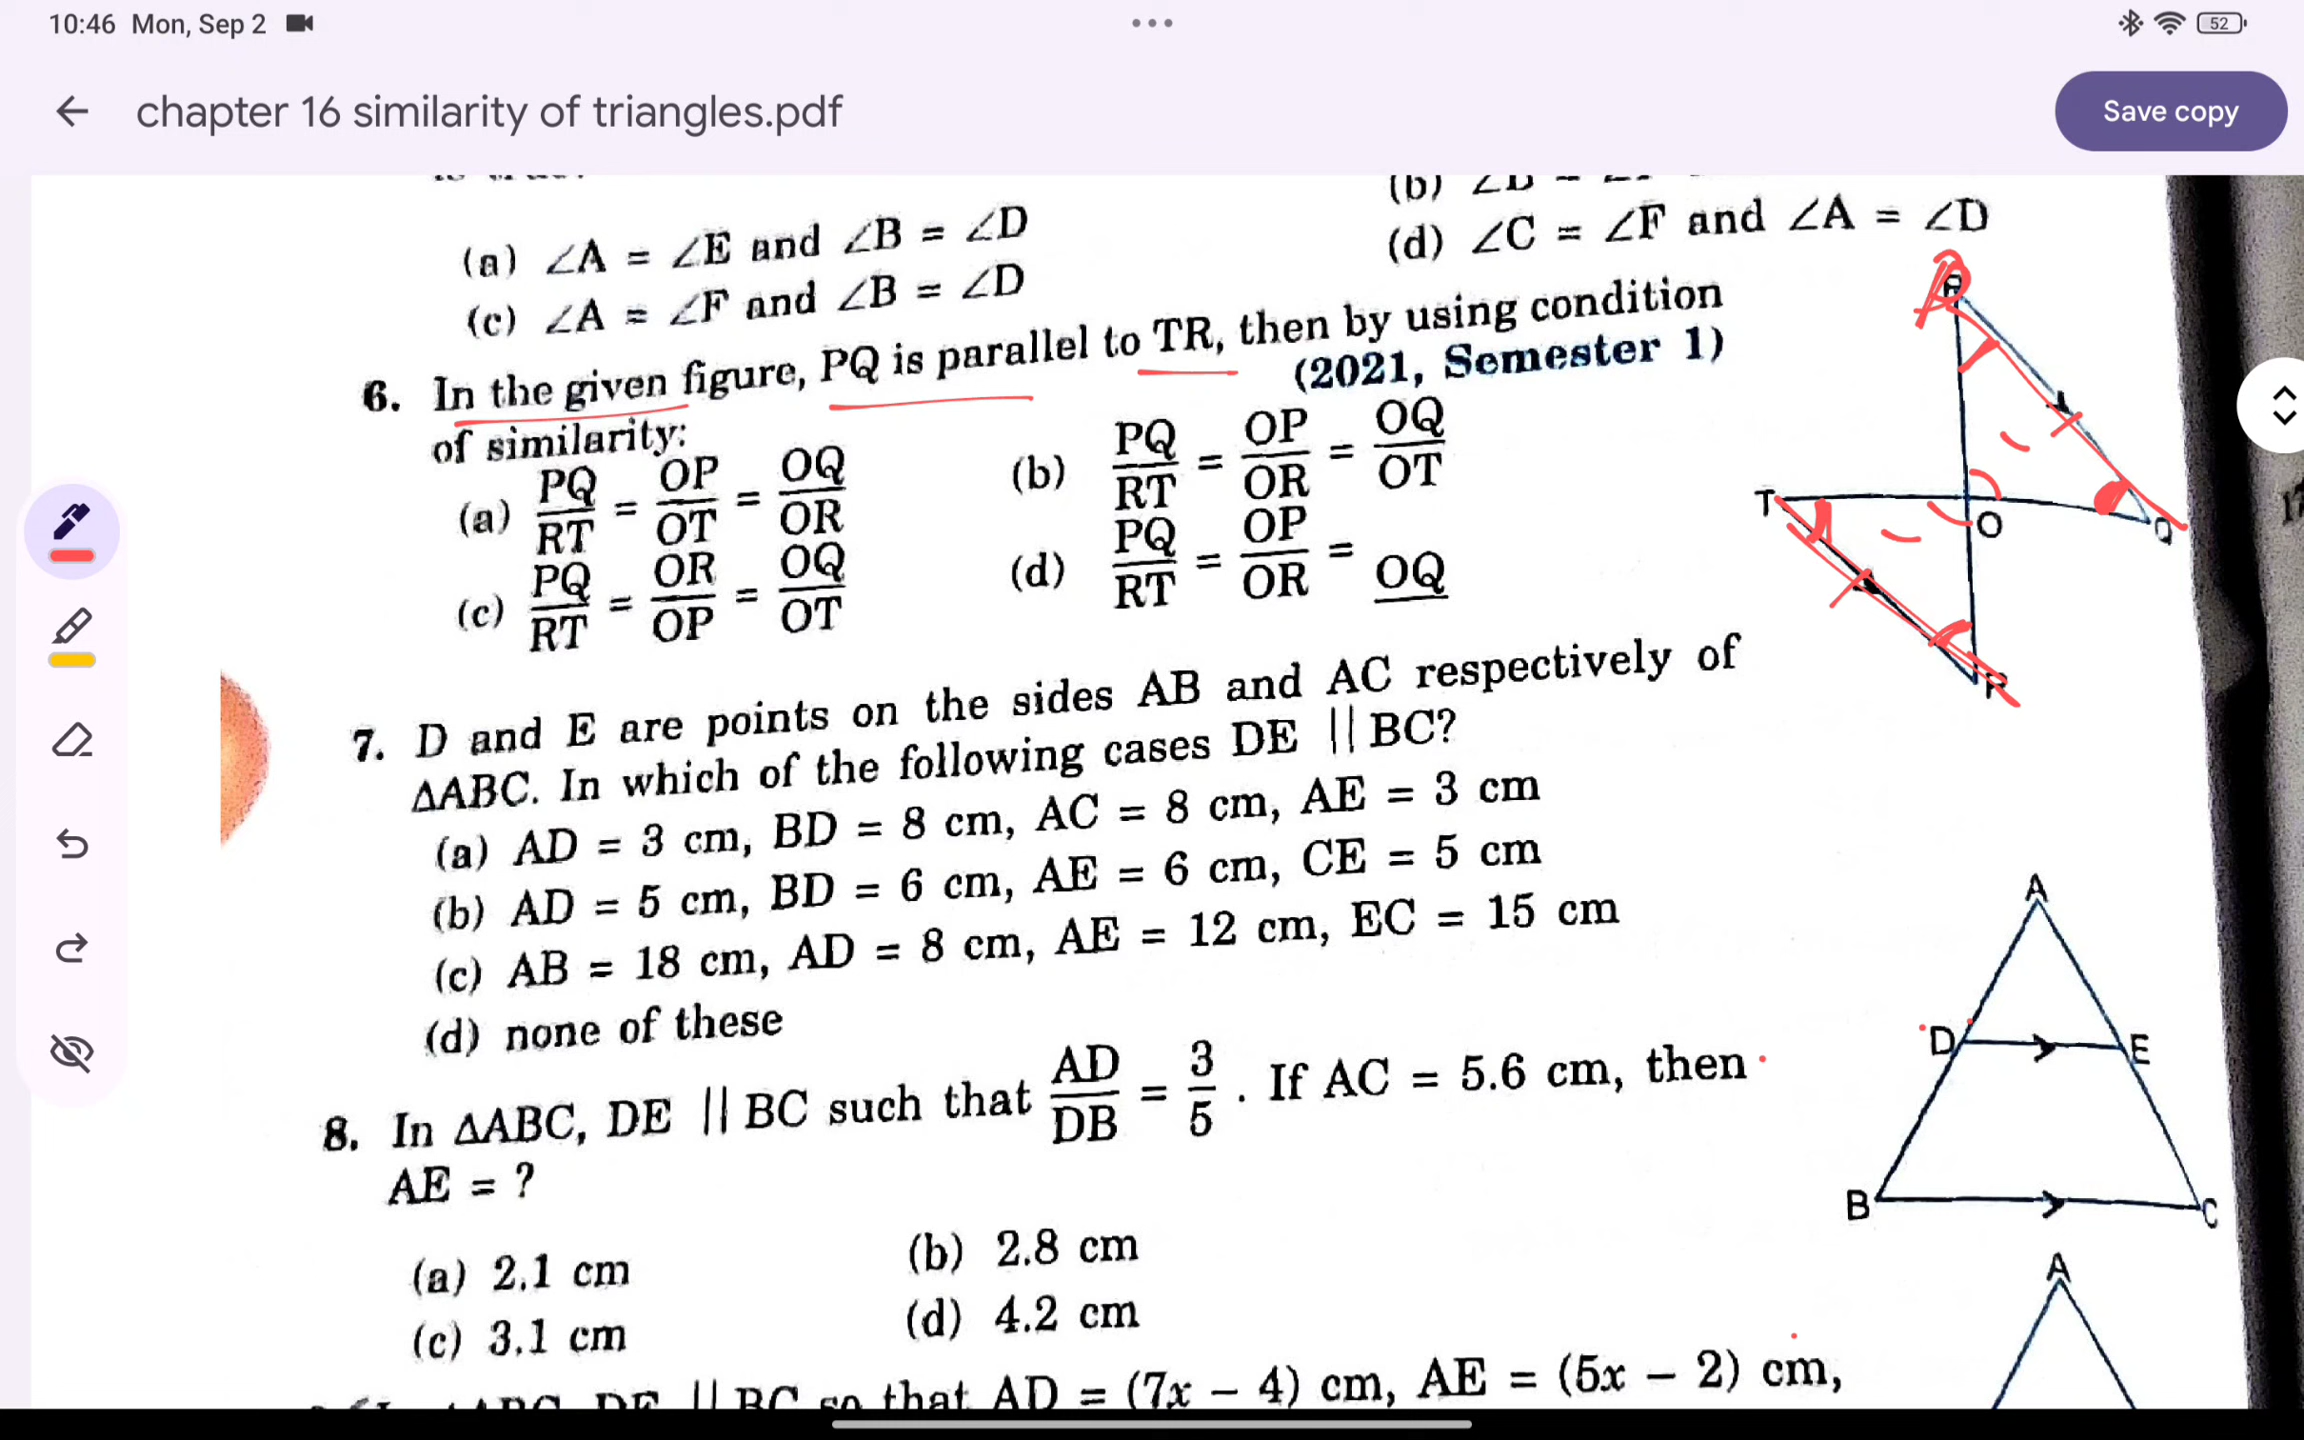 10:46 Mon, Sep 2
52
chapter 16 similarity of triangles.pdf
Save copy
(a) ∠A = ∠E and ∠B = ∠D
(d) ∠C = ∠F and ∠A = ∠D
(c) ∠A = ∠F and ∠B = ∠D
6. In the given figure, PQ is parallel to TR, then by using condition
of similarity: (2021, Semester 1)
(a) PQ/RT = OP/OT = OQ/OR
(b) PQ/RT = OP/OR = OQ/OT
(c) PQ/RT = OR/OP = OQ/OT
(d) PQ/RT = OP/OR = OQ
P
T
O
Q
R
7. D and E are points on the sides AB and AC respectively of
ΔABC. In which of the following cases DE || BC?
(a) AD = 3 cm, BD = 8 cm, AC = 8 cm, AE = 3 cm
(b) AD = 5 cm, BD = 6 cm, AE = 6 cm, CE = 5 cm
(c) AB = 18 cm, AD = 8 cm, AE = 12 cm, EC = 15 cm
(d) none of these
8. In ΔABC, DE || BC such that AD/DB = 3/5. If AC = 5.6 cm, then
AE = ?
(a) 2.1 cm
(b) 2.8 cm
(c) 3.1 cm
(d) 4.2 cm
A
D
E
B
C
A
|| BC so that AD = (7x − 4) cm, AE = (5x − 2) cm,